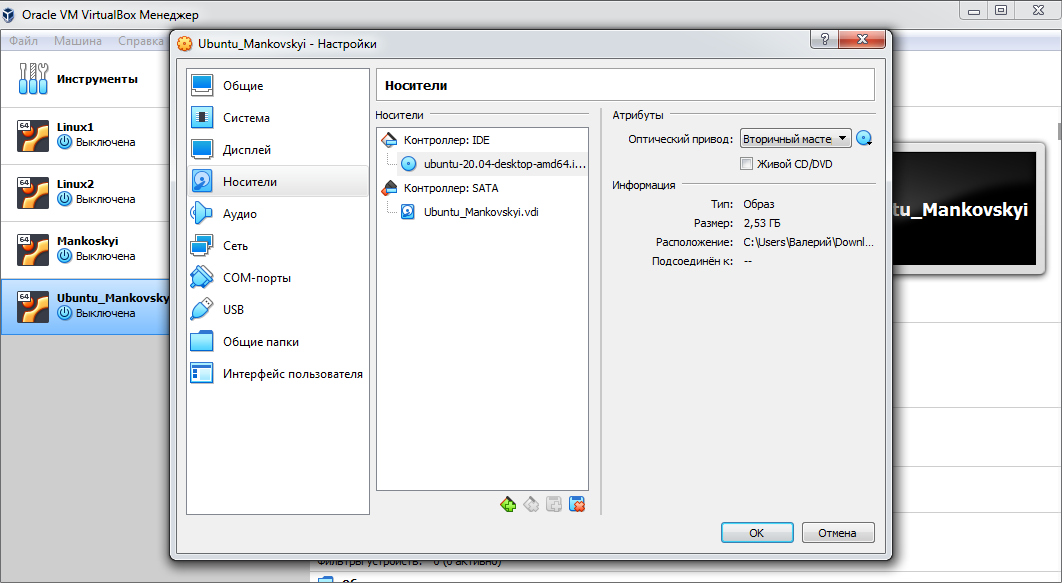 Oracle VM VirtualBox Менеджер
Файл Машина Справка
Инструменты
64
Linux1
Выключена
64
Linux2
Выключена
64
Mankoskyi
Выключена
64
Ubuntu_Mankovsky
Выключена
Ubuntu_Mankovskyi - Настройки
?
Общие
Система
Дисплей
Носители
Аудио
Сеть
COM-порты
USB
Общие папки
Интерфейс пользователя
Носители
Носители
Контроллер: IDE
ubuntu-20.04-desktop-amd64.i...
Контроллер: SATA
Ubuntu_Mankovskyi.vdi
Атрибуты
Оптический привод: Вторичный масте
Живой CD/DVD
Информация
Тип: Образ
Размер: 2,53 ГБ
Расположение: C:\Users\Валерий\Downl...
Подсоединён к: --
OK
Отмена
tu_Mankovskyi
Фильтры устройств: 0 (0 активно)